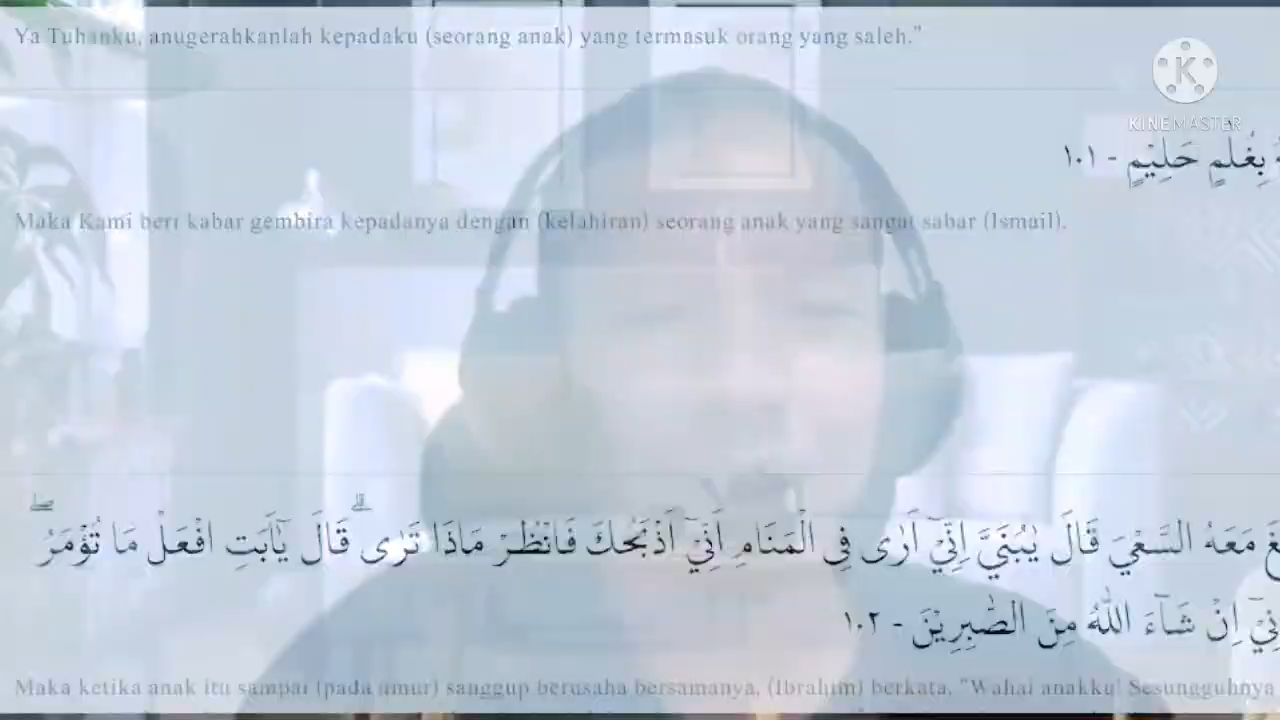 Ya Tuhanku, anugerahkanlah kepadaku (seorang anak) yang termasuk orang yang saleh.”
KINEMASTER
بِغُلٰمٍ حَلِيْمٍ - ١٠١
Maka Kami beri kabar gembira kepadanya dengan (kelahiran) seorang anak yang sangat sabar (Ismail).
مَعَهُ السَّعْيَ قَالَ يٰبُنَيَّ اِنِّيْٓ اَرٰى فِى الْمَنَامِ اَنِّيْٓ اَذْبَحُكَ فَانْظُرْ مَاذَا تَرٰىۗ قَالَ يٰٓاَبَتِ افْعَلْ مَا تُؤْمَرُۖ
اِنْ شَاۤءَ اللّٰهُ مِنَ الصّٰبِرِيْنَ - ١٠٢
Maka ketika anak itu sampai (pada umur) sanggup berusaha bersamanya, (Ibrahim) berkata, “Wahai anakku! Sesungguhnya